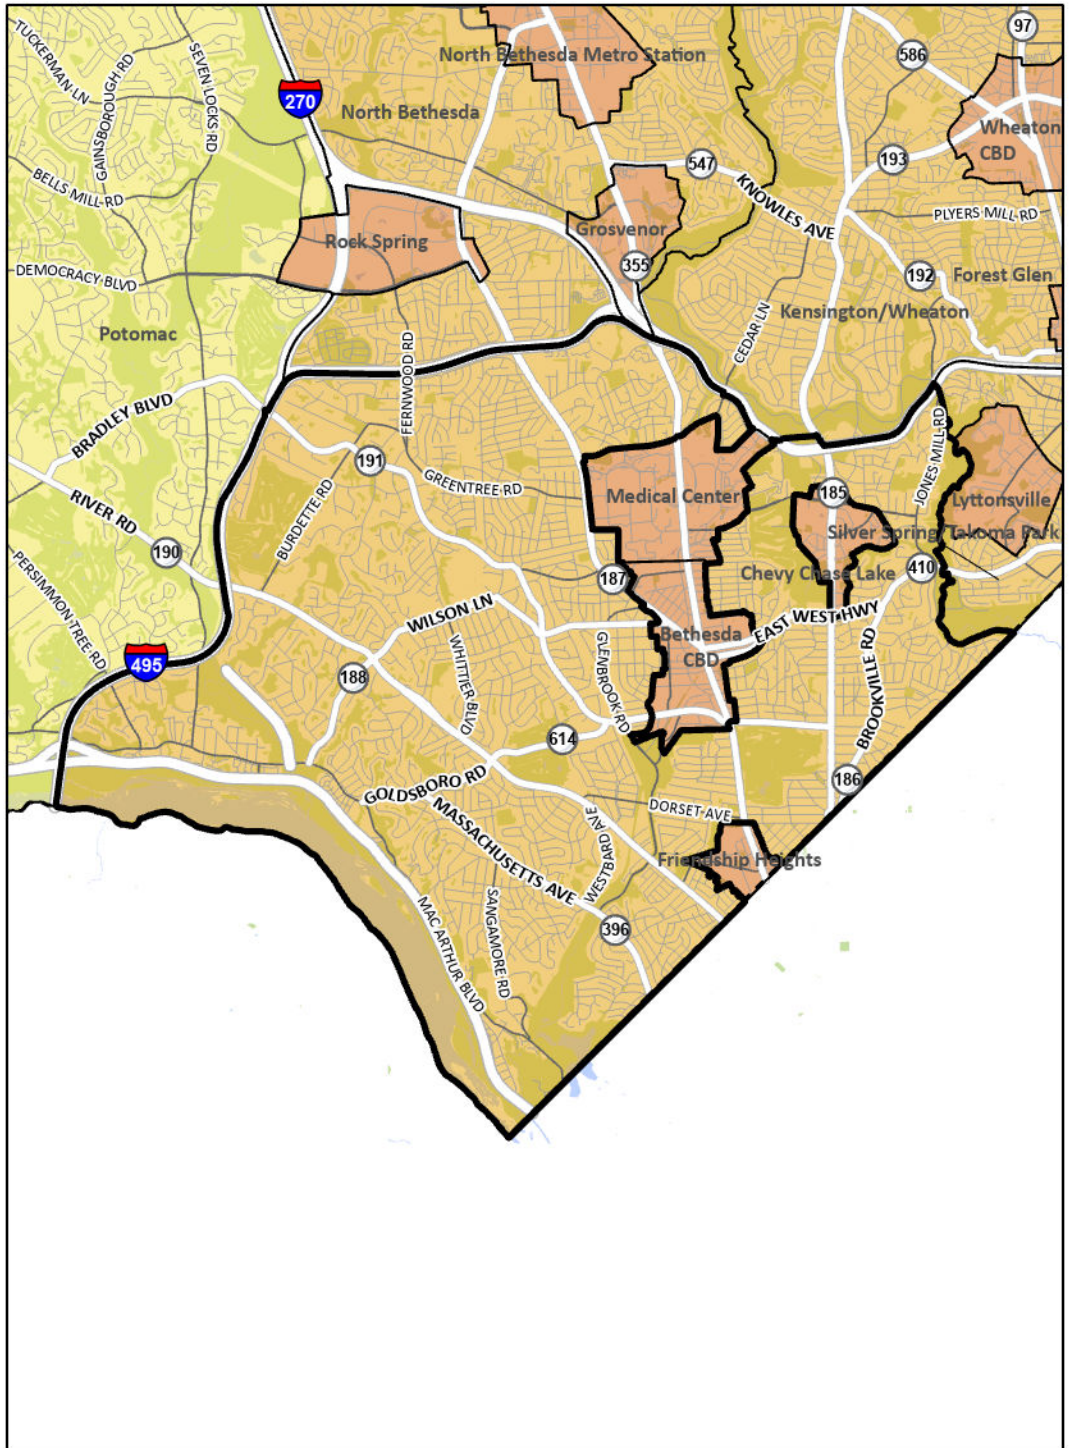 97
TUCKERMAN LN
GAINSBOROUGH RD
SEVEN LOCKS RD
North Bethesda Metro Station
586
270
North Bethesda
Wheaton
CBD
193
547
KNOWLES AVE
BELLS MILL RD
PLYERS MILL RD
Rock Spring
Grosvenor
355
DEMOCRACY BLVD
192
Forest Glen
Kensington/Wheaton
Potomac
CEDAR LN
FERNWOOD RD
BRADLEY BLVD
JONES MILL RD
191
GREENTREE RD
Medical Center
185
Lyttonsville
RIVER RD
BURDETTE RD
Silver Spring/Takoma Park
190
410
PERSIMMON TREE RD
187
Chevy Chase Lake
WILSON LN
EAST WEST HWY
Bethesda
CBD
495
WHITTIER BLVD
GLENBROOK RD
188
BROOKVILLE RD
614
186
GOLDSBORO RD
DORSET AVE
MASSACHUSETTS AVE
WESTBARD AVE
Friendship Heights
SANGAMORE RD
396
MAC ARTHUR BLVD